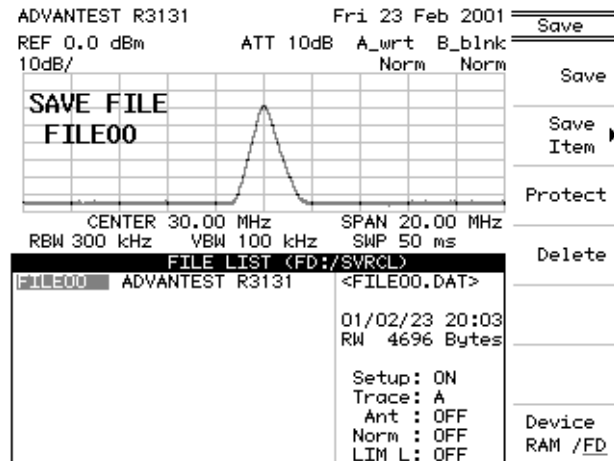 ADVANTEST R3131 Fri 23 Feb 2001
REF 0.0 dBm ATT 10dB A_wrt B_blnk
10dB/ Norm Norm
SAVE FILE
FILE00
CENTER 30.00 MHz SPAN 20.00 MHz
RBW 300 kHz VBW 100 kHz SWP 50 ms
FILE LIST (FD:/SVRCL)
FILE00 ADVANTEST R3131 <FILE00.DAT>
01/02/23 20:03
RW 4696 Bytes
Setup: ON
Trace: A
Ant : OFF
Norm : OFF
LIM L: OFF
Save
Save
Save
Item
Protect
Delete
Device
RAM /FD